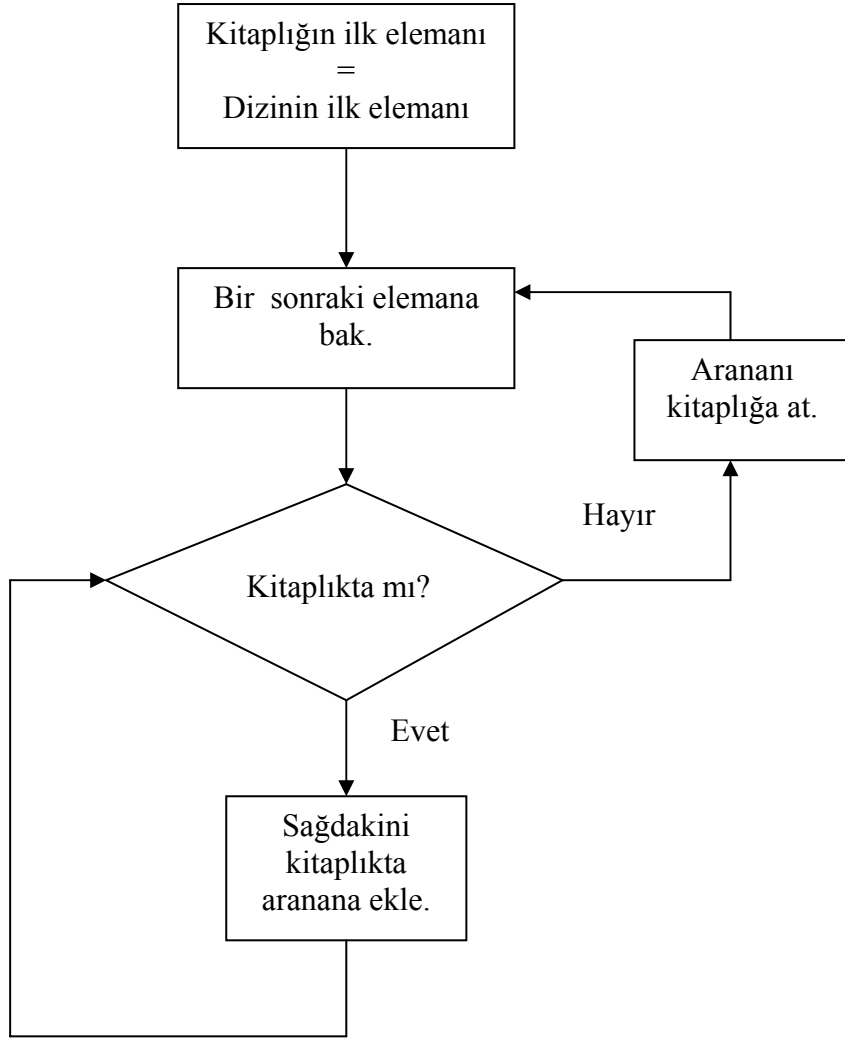 Kitaplığın ilk elemanı
=
Dizinin ilk elemanı
Bir sonraki elemana
bak.
Arananı
kitaplığa at.
Hayır
Kitaplıkta mı?
Evet
Sağdakini
kitaplıkta
aranana ekle.